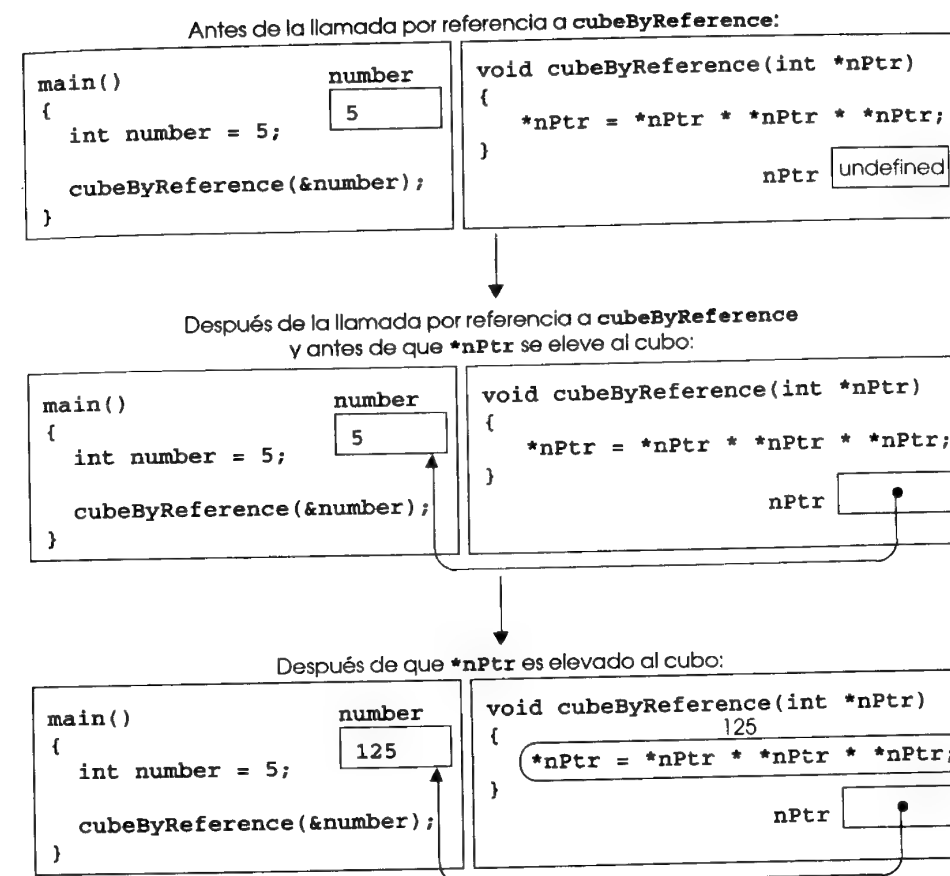 Antes de la llamada por referencia a cubeByReference:
main()
{
int number = 5;
cubeByReference(&number);
}
number
5
void cubeByReference(int *nPtr)
{
*nPtr = *nPtr * *nPtr * *nPtr;
}
nPtr undefined
Después de la llamada por referencia a cubeByReference
y antes de que *nPtr se eleve al cubo:
main()
{
int number = 5;
cubeByReference(&number);
}
number
5
void cubeByReference(int *nPtr)
{
*nPtr = *nPtr * *nPtr * *nPtr;
}
nPtr
Después de que *nPtr es elevado al cubo:
main()
{
int number = 5;
cubeByReference(&number);
}
number
125
void cubeByReference(int *nPtr)
{
125
*nPtr = *nPtr * *nPtr * *nPtr;
}
nPtr